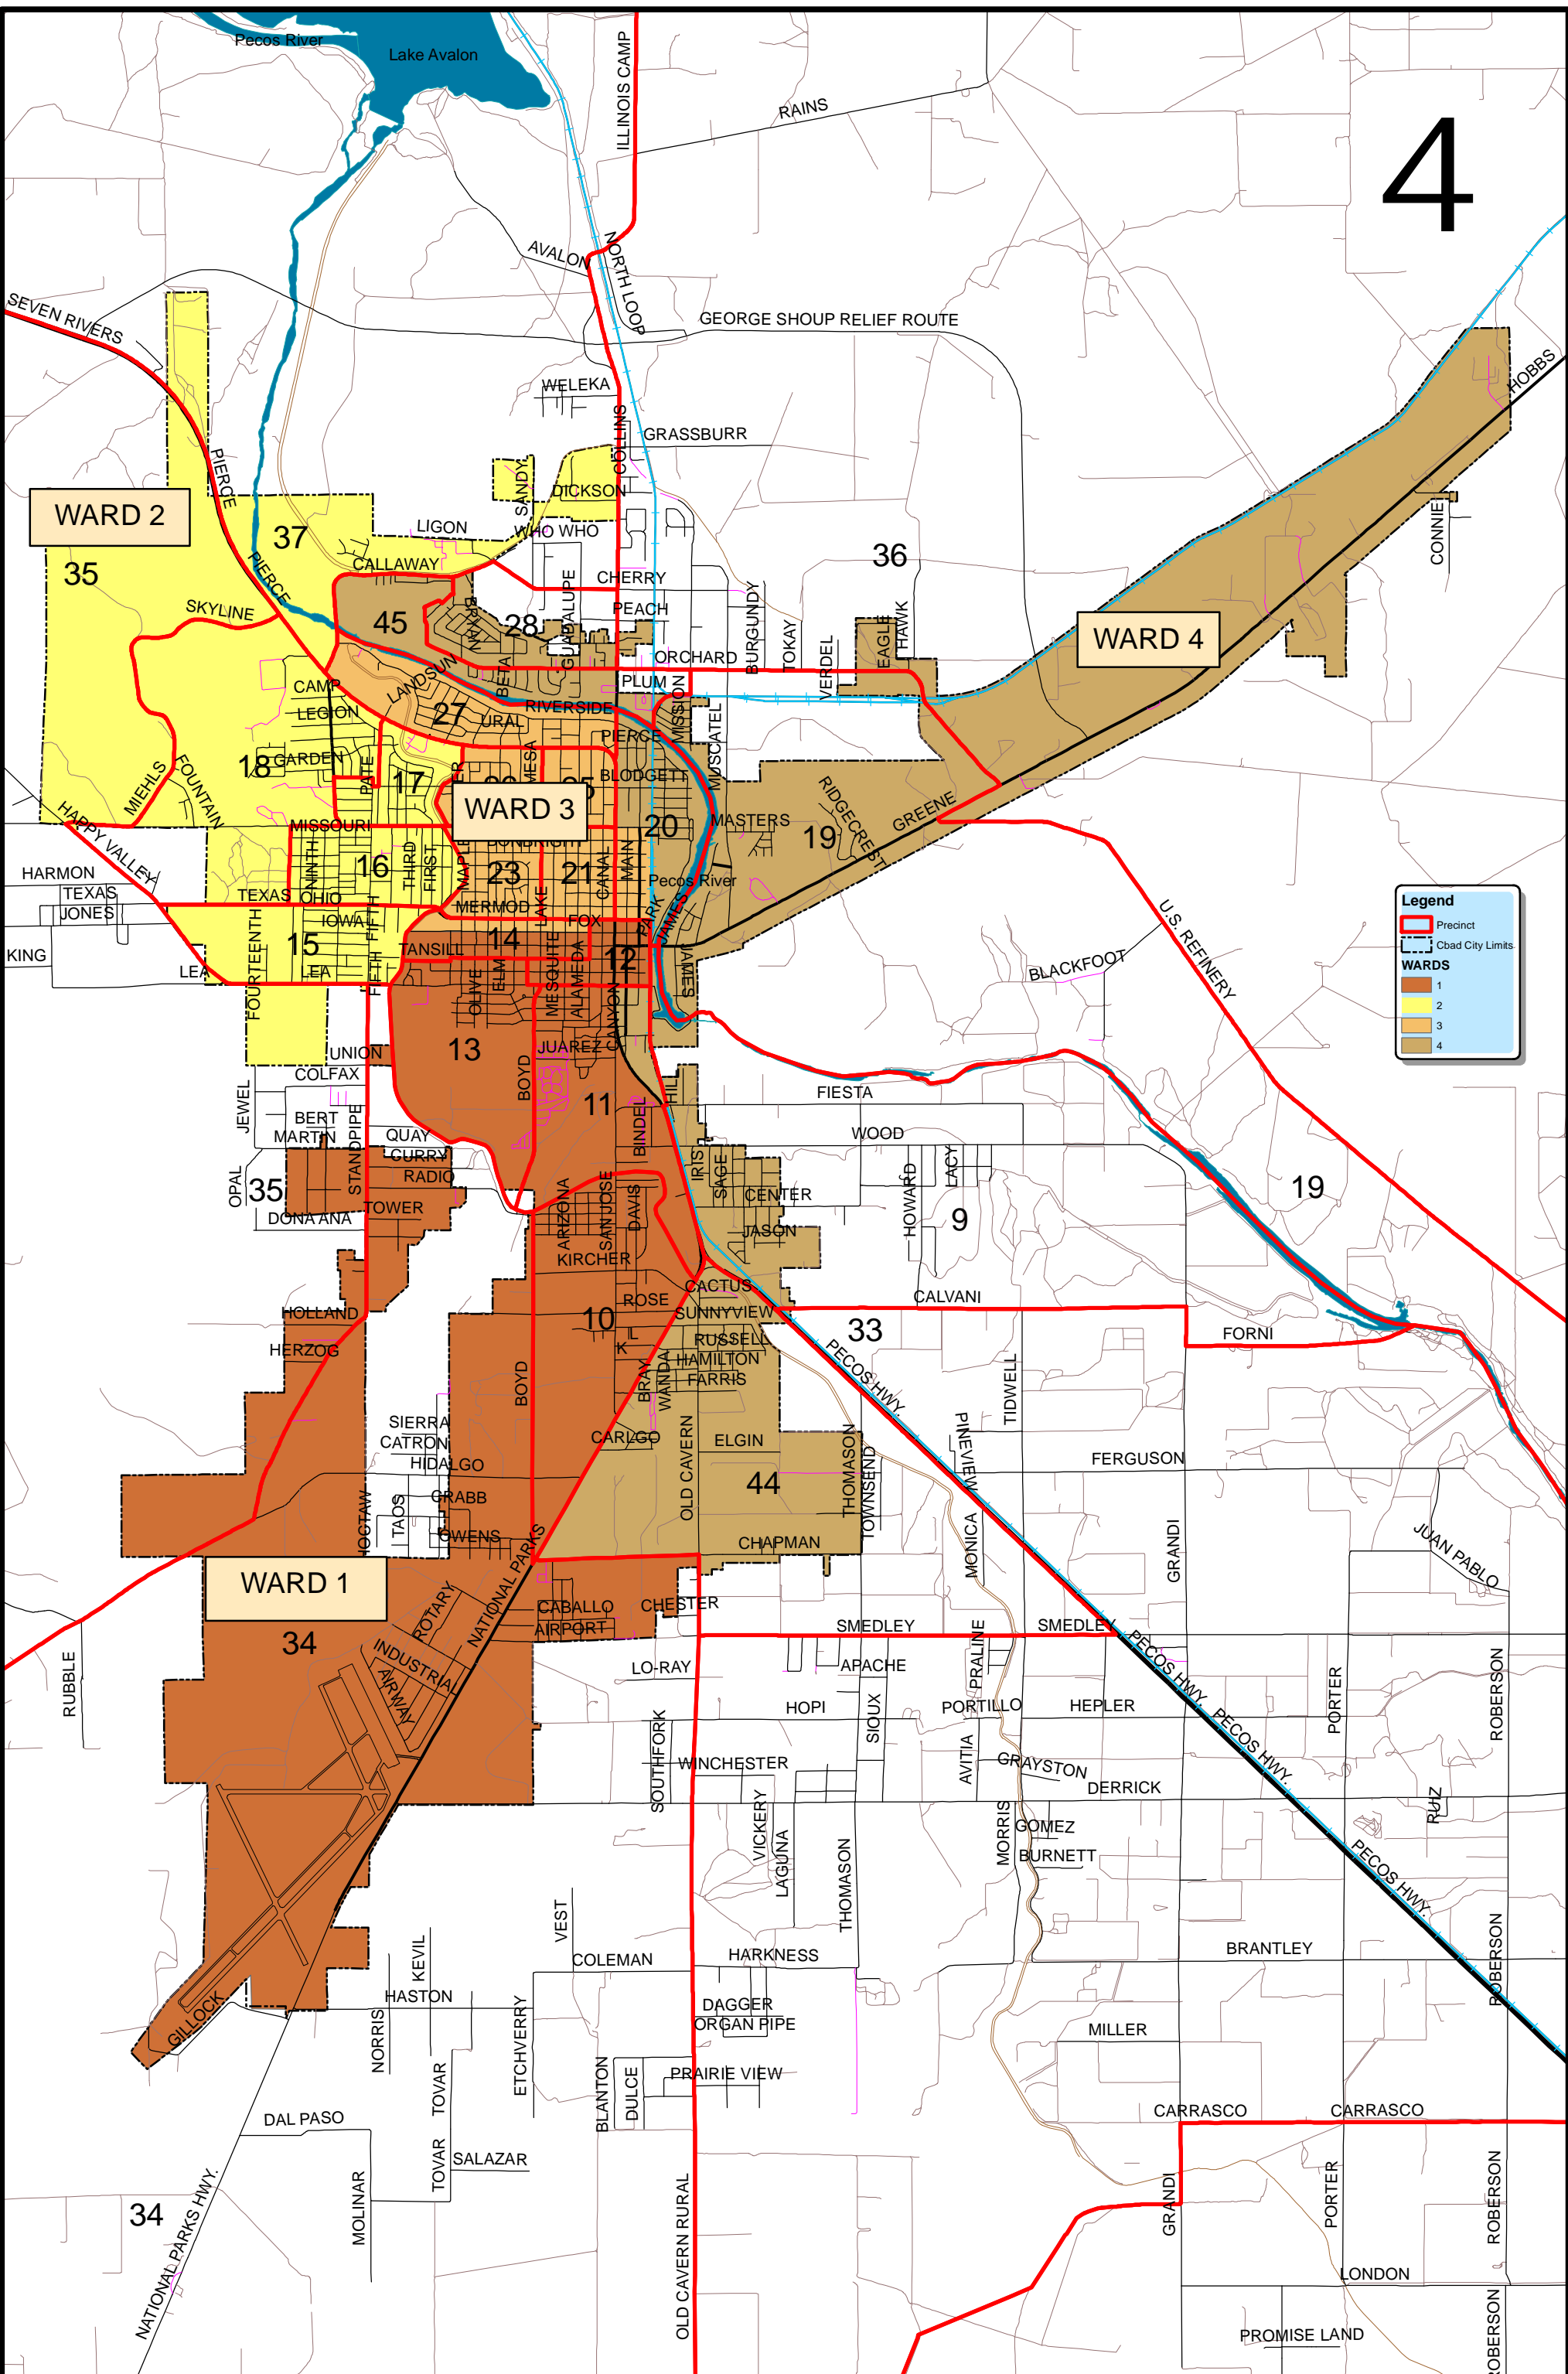 Pecos River
Lake Avalon
ILLINOIS CAMP
RAINS
4
AVALON
NORTH LOOP
SEVEN RIVERS
GEORGE SHOUP RELIEF ROUTE
HOBBS
WELEKA
COLLINS
GRASSBURR
PIERCE
SANDY
DICKSON
WARD 2
37
LIGON
WHO WHO
CONNIE
35
PIERCE
CALLAWAY
CHERRY
36
SKYLINE
45
BRYAN
28
GUADALUPE
PEACH
BURGUNDY
TOKAY
VERDEL
EAGLE
HAWK
WARD 4
ORCHARD
CAMP
LANDSUN
BETA
PLUM
LEGION
27
URAL
RIVERSIDE
MISSION
MUSCATEL
PIERCE
18
GARDEN
PATE
17
MESA
BLODGETT
MIEHLS
FOUNTAIN
WARD 3
RIDGECREST
GREENE
HAPPY VALLEY
MISSOURI
20
MASTERS
19
HARMON
NINTH
16
THIRD
FIRST
MAPLE
23
21
CANAL
MAIN
Pecos River
TEXAS
TEXAS
OHIO
LAKE
JONES
IOWA
FIFTH
MERMOD
FOX
PARK
JAMES
U.S. REFINERY
KING
FOURTEENTH
15
TANSILL
14
12
LEA
LEA
FIFTH
OLIVE
ELM
MESQUITE
ALAMEDA
CANYON
JAMES
BLACKFOOT
Legend
Precinct
Cbad City Limits
WARDS
1
2
3
4
UNION
13
JUAREZ
COLFAX
BOYD
11
HILL
FIESTA
JEWEL
BERT
MARTIN
STANDPIPE
QUAY
CURRY
BINDEL
WOOD
OPAL
35
RADIO
IRIS
SAGE
HOWARD
LACY
19
DONA ANA
TOWER
ARIZONA
SAN JOSE
DAVIS
CENTER
9
JASON
KIRCHER
CACTUS
CALVANI
HOLLAND
ROSE
SUNNYVIEW
10
33
FORNI
HERZOG
L
K
RUSSELL
HAMILTON
FARRIS
BOYD
BRAY
WANDA
PECOS HWY.
TIDWELL
SIERRA
CATRON
HIDALGO
CARLGO
OLD CAVERN
ELGIN
THOMASON
PINEVIEW
FERGUSON
TOWNSEND
44
TAOS
CRABB
OWENS
CHAPMAN
MONICA
GRANDI
JUAN PABLO
WARD 1
NATIONAL PARKS
ROTARY
CABALLO
CHESTER
34
AIRPORT
SMEDLEY
INDUSTRIAL
AIRWAY
LO-RAY
APACHE
PRALINE
PECOS HWY.
RUBBLE
HOPI
SIOUX
PORTILLO
HEPLER
PECOS HWY.
PORTER
ROBERSON
SOUTHFORK
WINCHESTER
AVITIA
GRAYSTON
DERRICK
VICKERY
LAGUNA
THOMASON
MORRIS
GOMEZ
BURNETT
RUIZ
PECOS HWY.
VEST
COLEMAN
HARKNESS
BRANTLEY
ROBERSON
KEVIL
HASTON
GILLOCK
NORRIS
ETCHVERRY
DAGGER
ORGAN PIPE
MILLER
TOVAR
BLANTON
DULCE
PRAIRIE VIEW
DAL PASO
CARRASCO
CARRASCO
TOVAR
SALAZAR
34
NATIONAL PARKS HWY.
MOLINAR
OLD CAVERN RURAL
GRANDI
PORTER
ROBERSON
LONDON
PROMISE LAND